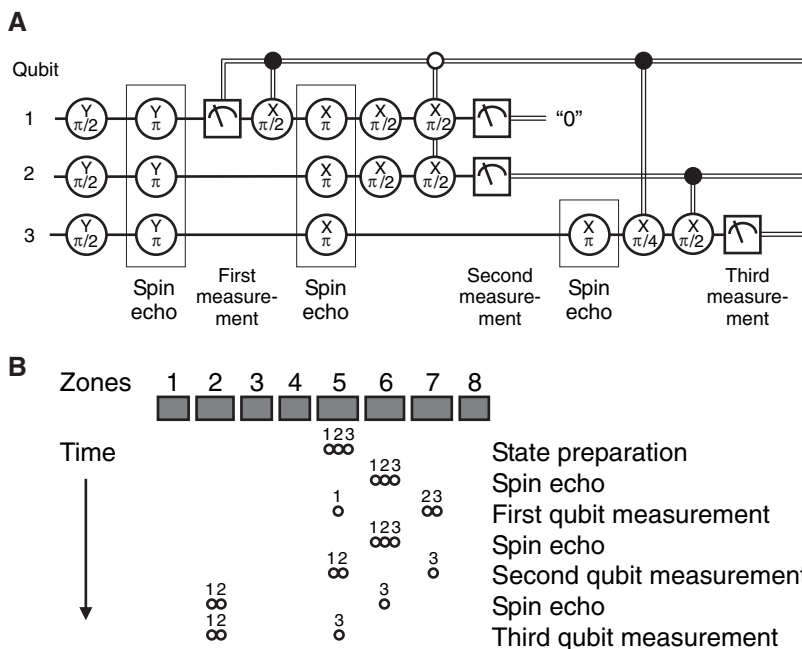 A
Qubit
1 Y π/2 Y π X π/2 X π X π/2 X π/2 “0”
2 Y π/2 Y π X π X π/2 X π/2
3 Y π/2 Y π X π X π X π/4 X π/2
Spin echo
First measure- ment
Spin echo
Second measure- ment
Spin echo
Third measure- ment
B
Zones 1 2 3 4 5 6 7 8
Time
123 State preparation
123 Spin echo
1 23 First qubit measurement
123 Spin echo
12 3 Second qubit measurement
12 3 Spin echo
12 3 Third qubit measurement